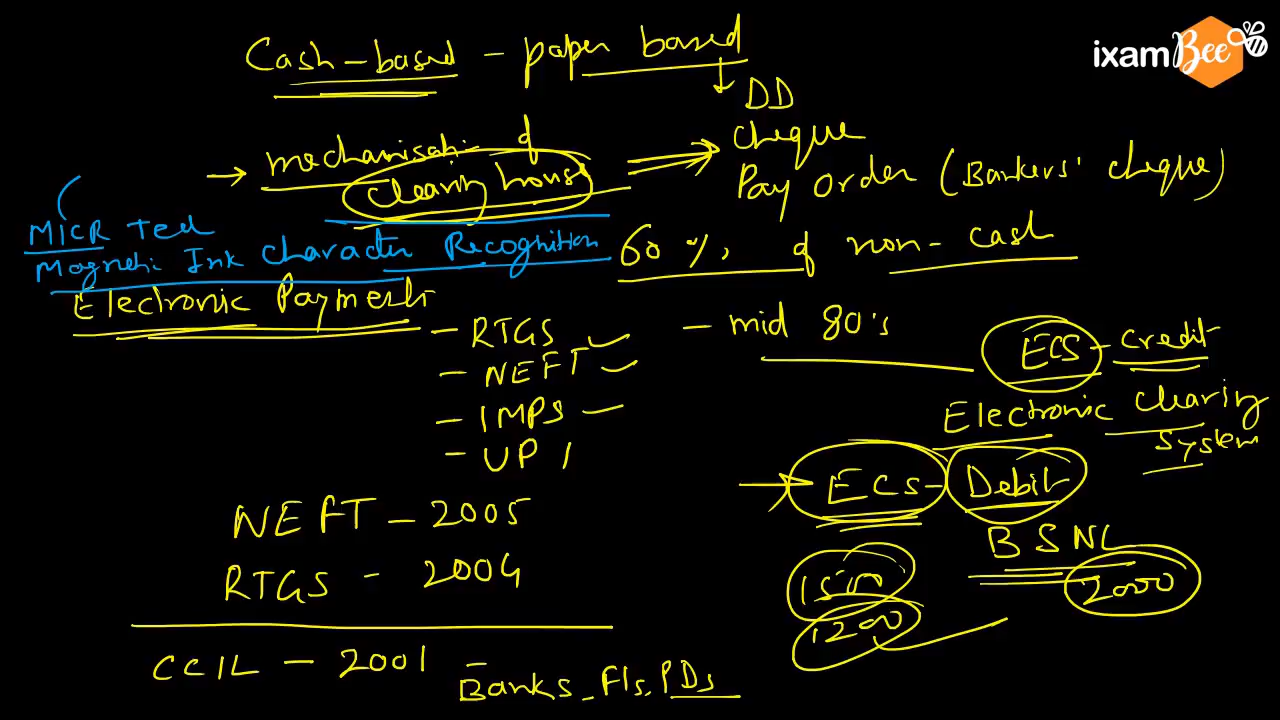 Cash-based - paper based
ixamBee
DD
mechanisati of
Cheque
clearing house
Pay Order (Bankers' cheque)
MICR Tech
Magnetic Ink Character Recognition
60 % of non-cash
Electronic Payments
- RTGS
- mid 80's
ECS - Credit
- NEFT
- IMPS
Electronic Clearing
System
- UPI
ECS - Debit
NEFT - 2005
BSNL
RTGS - 2004
1500
2000
1200
CCIL - 2001 -
Banks, FIs, PDs